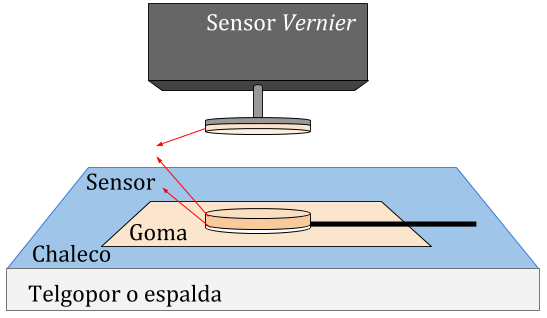 Sensor Vernier
Sensor
Goma
Chaleco
Telgopor o espalda